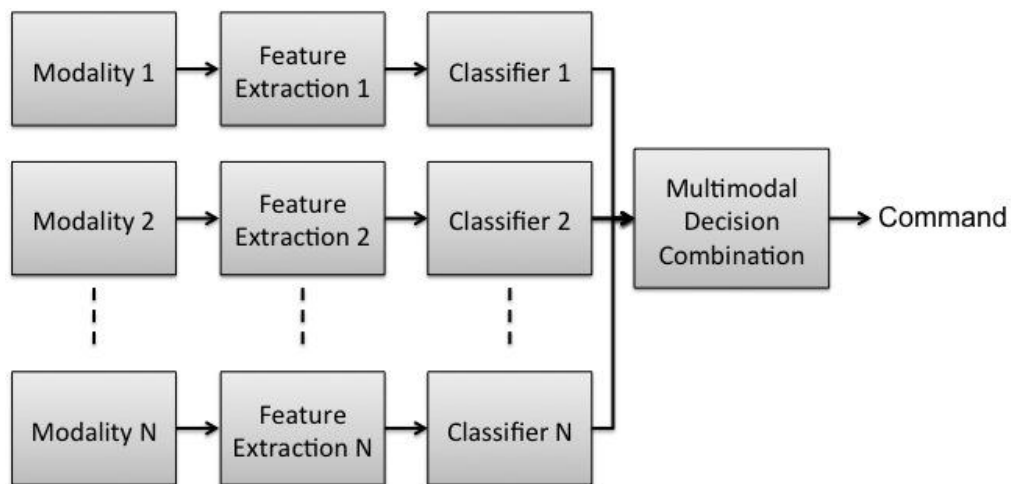 Modality 1
Feature
Extraction 1
Classifier 1
Modality 2
Feature
Extraction 2
Classifier 2
Multimodal
Decision
Combination
Command
Modality N
Feature
Extraction N
Classifier N